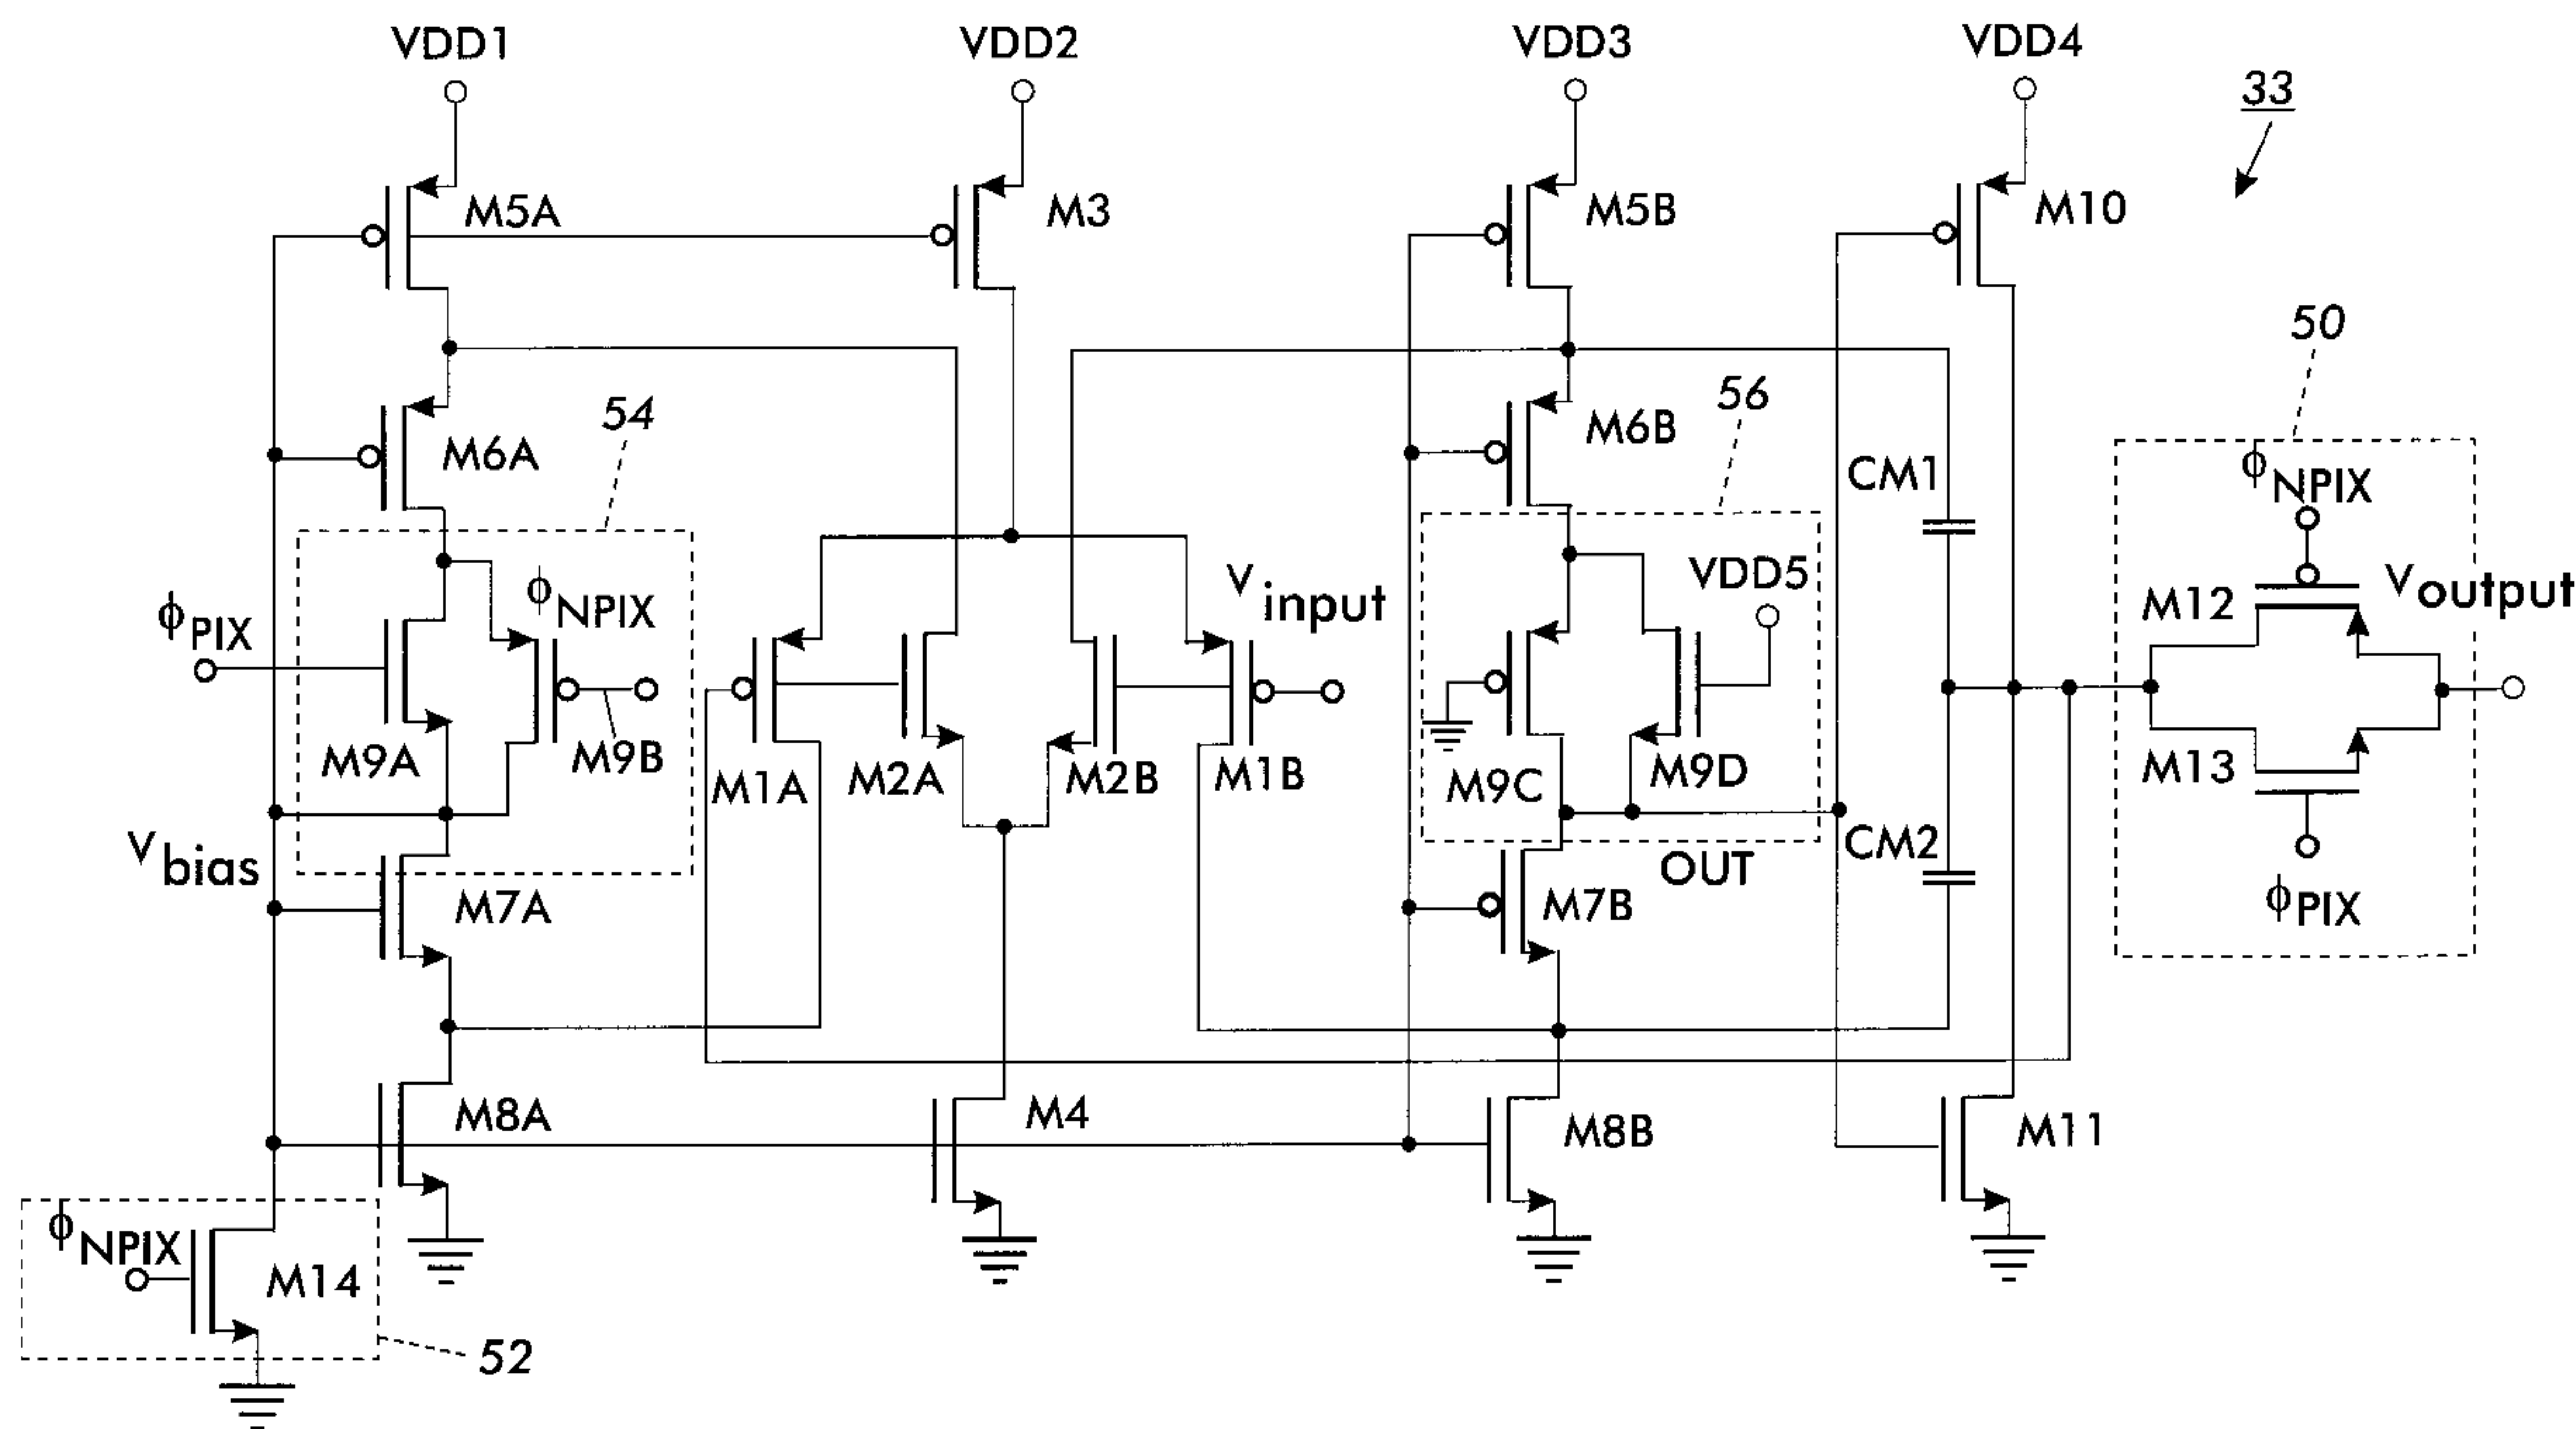 VDD1
VDD2
VDD3
VDD4
33
M5A
M3
M5B
M10
50
54
56
M6A
M6B
CM1
ϕNPIX
ϕPIX
ϕNPIX
Vinput
VDD5
M12
Voutput
M9A
M9B
M1A
M2A
M2B
M1B
M9C
M9D
M13
Vbias
CM2
OUT
M7A
M7B
ϕPIX
M8A
M4
M8B
M11
ϕNPIX
M14
52